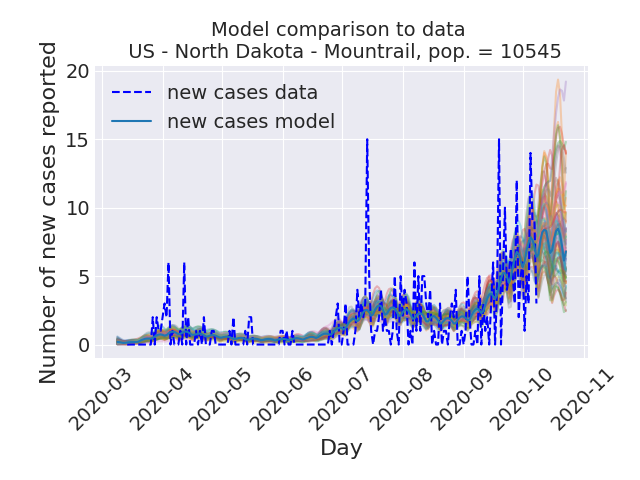 Model comparison to data
US - North Dakota - Mountrail, pop. = 10545
Number of new cases reported
20
15
10
5
0
new cases data
new cases model
2020-03
2020-04
2020-05
2020-06
2020-07
2020-08
2020-09
2020-10
2020-11
Day